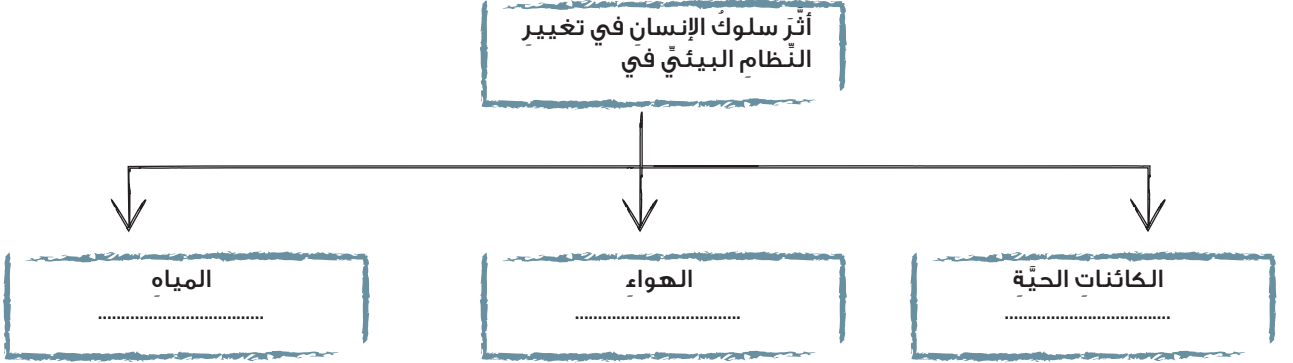 أثَّرَ سلوكُ الإنسانِ في تغييرِ
النِّظامِ البيئيِّ في
الكائناتِ الحيَّةِ
....................................
الهواءِ
....................................
المياهِ
....................................